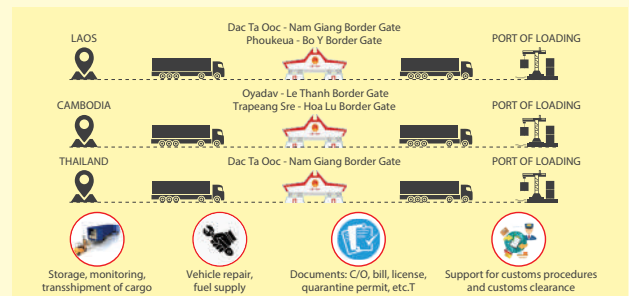 Dac Ta Ooc - Nam Giang Border Gate
LAOS
Phoukeua - Bo Y Border Gate
PORT OF LOADING
Oyadav - Le Thanh Border Gate
CAMBODIA
Trapeang Sre - Hoa Lu Border Gate
PORT OF LOADING
THAILAND
Dac Ta Ooc - Nam Giang Border Gate
PORT OF LOADING
Storage, monitoring,
transshipment of cargo
Vehicle repair,
fuel supply
Documents: C/O, bill, license,
quarantine permit, etc.T
Support for customs procedures
and customs clearance